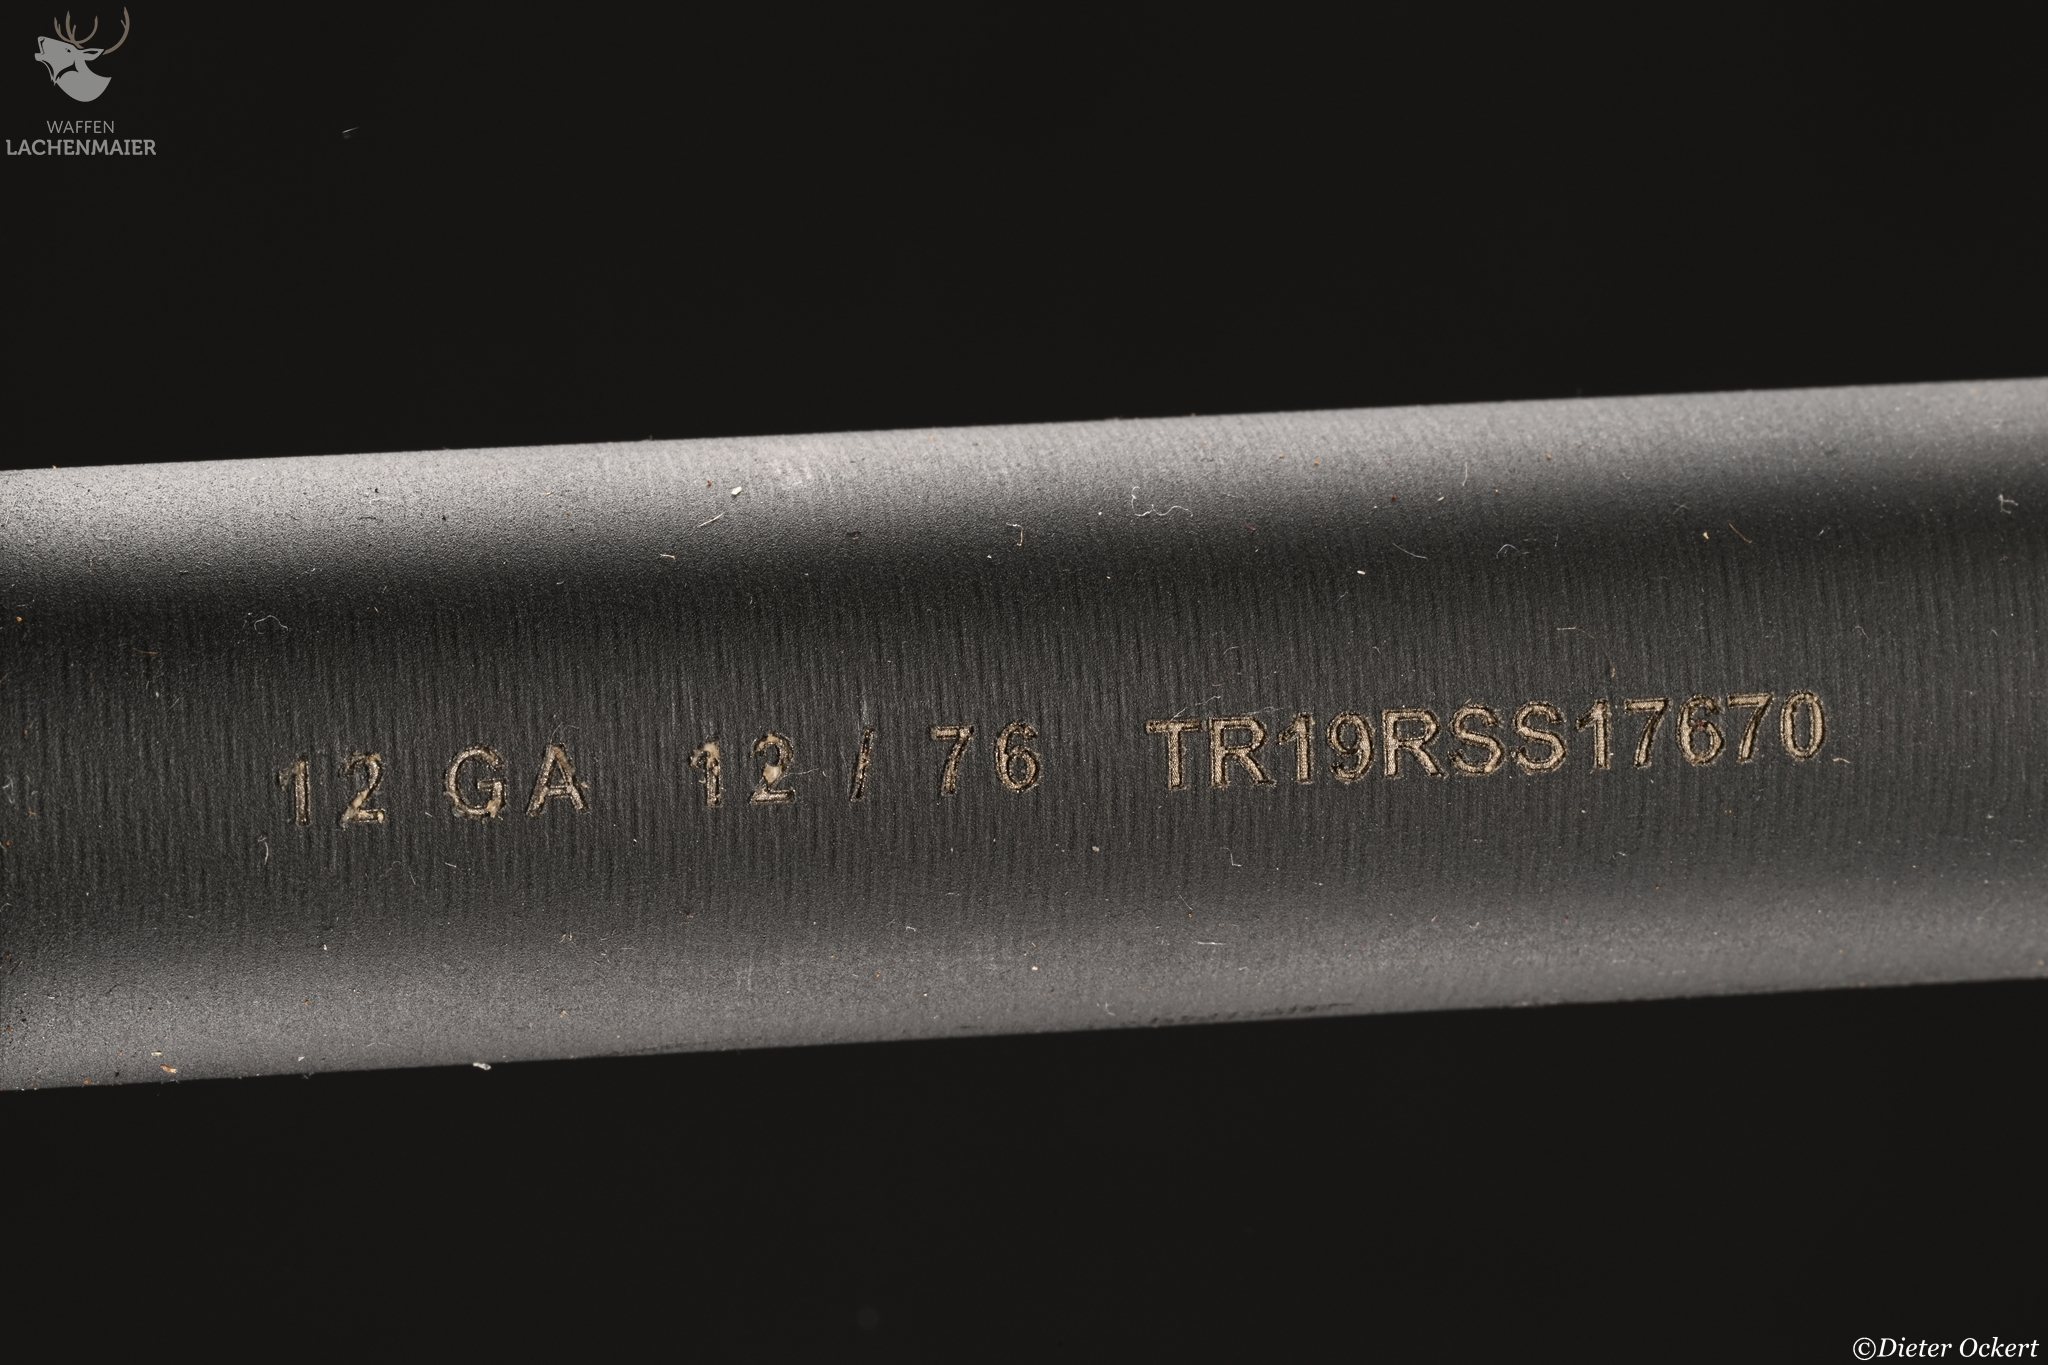 WAFFEN
LACHENMAIER
12 GA 12 / 76 TR19RSS17670
©Dieter Ockert